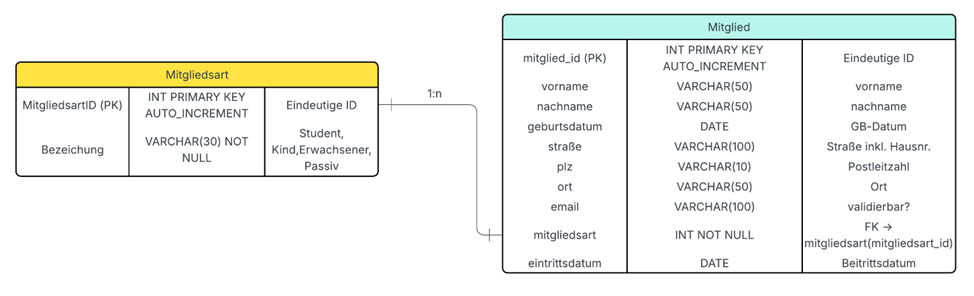 Mitgliedsart
MitgliedsartID (PK)
INT PRIMARY KEY
AUTO_INCREMENT
Eindeutige ID
Bezeichung
VARCHAR(30) NOT
NULL
Student,
Kind,Erwachsener,
Passiv
1:n
Mitglied
mitglied_id (PK)
INT PRIMARY KEY
AUTO_INCREMENT
Eindeutige ID
vorname
VARCHAR(50)
vorname
nachname
VARCHAR(50)
nachname
geburtsdatum
DATE
GB-Datum
straße
VARCHAR(100)
Straße inkl. Hausnr.
plz
VARCHAR(10)
Postleitzahl
ort
VARCHAR(50)
Ort
email
VARCHAR(100)
validierbar?
mitgliedsart
INT NOT NULL
FK →
mitgliedsart(mitgliedsart_id)
eintrittsdatum
DATE
Beitrittsdatum